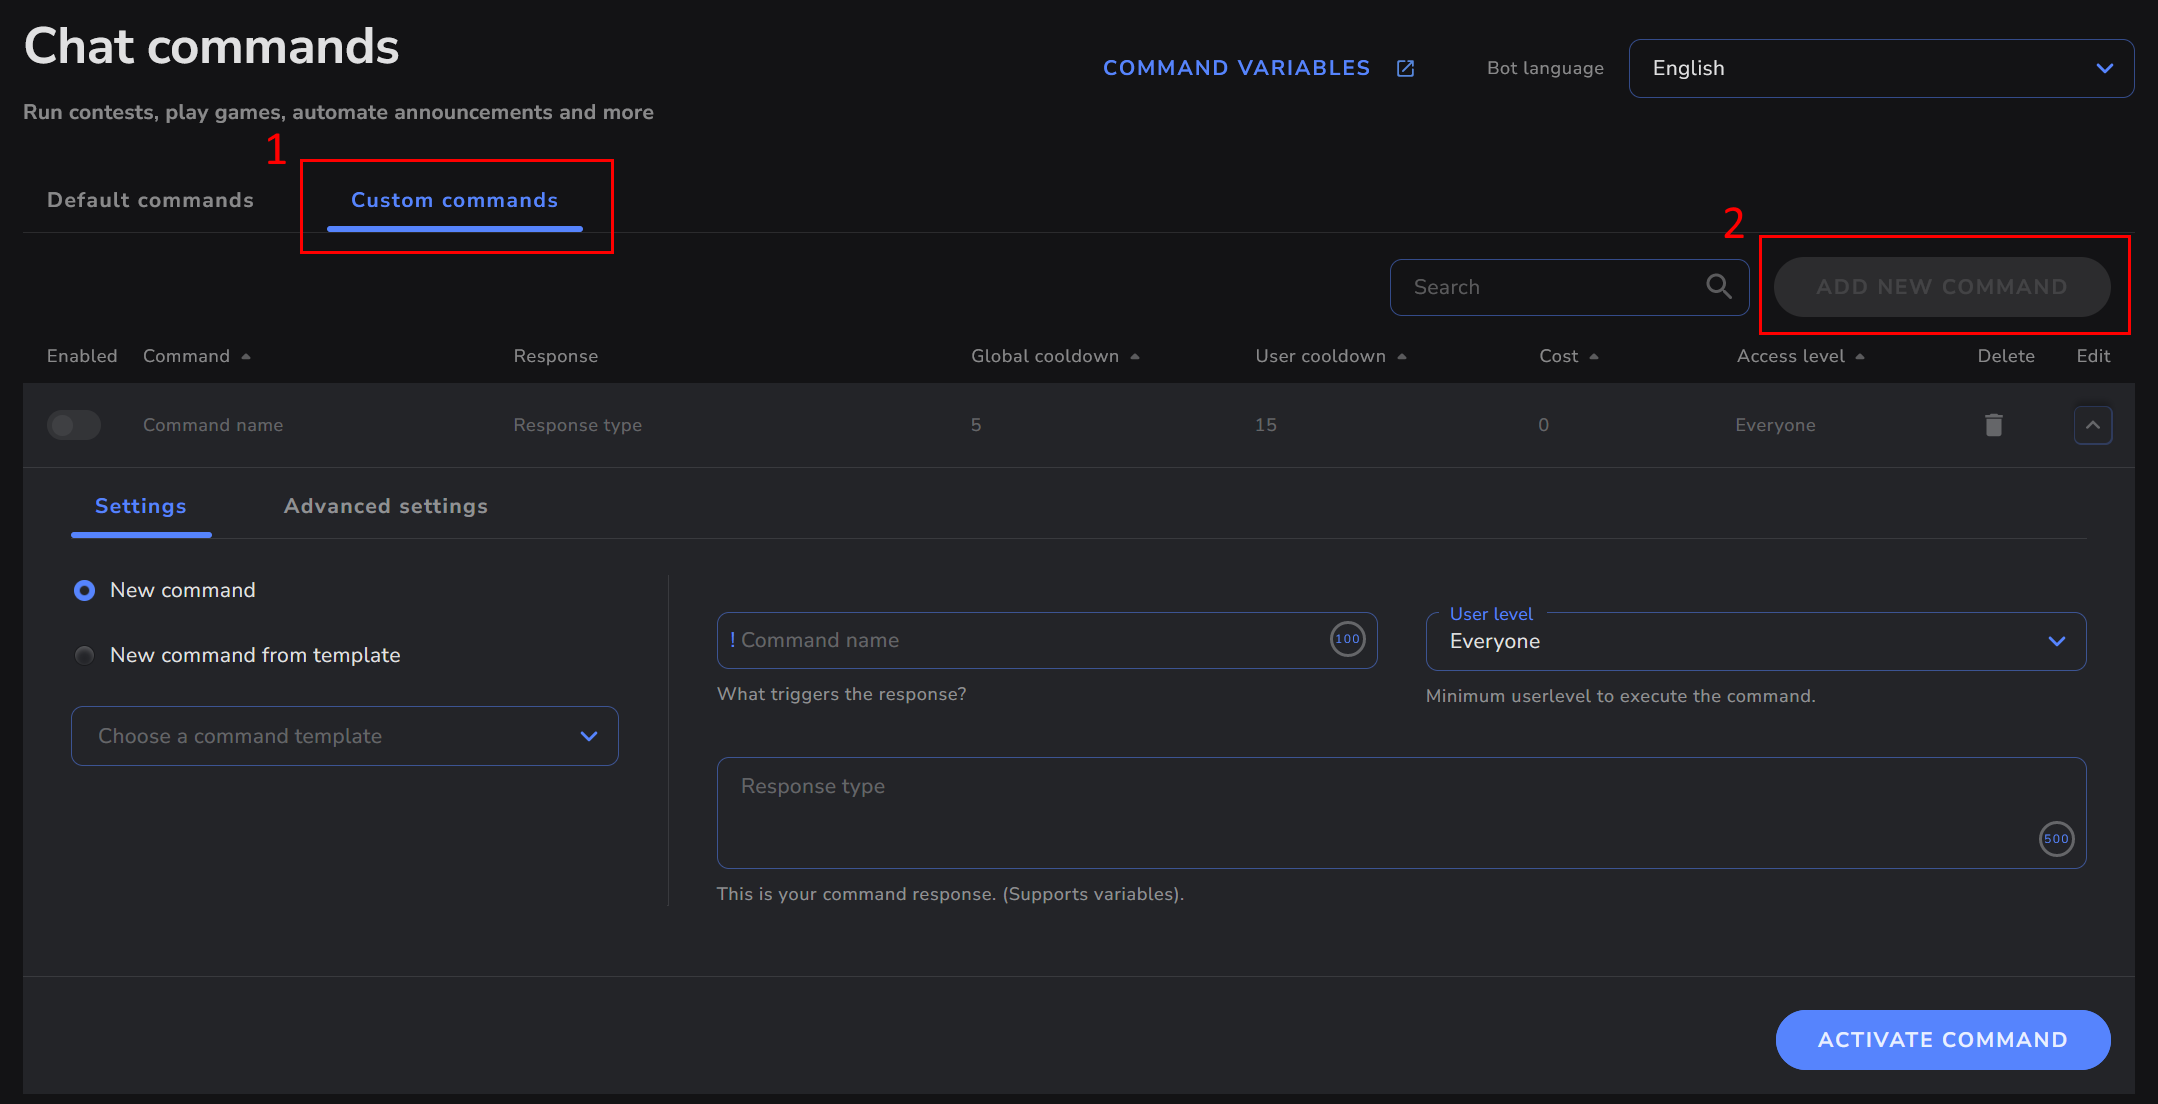 Chat commands
COMMAND VARIABLES
Bot language
English
Run contests, play games, automate announcements and more
1
Default commands
Custom commands
2
Search
ADD NEW COMMAND
Enabled Command Response Global cooldown User cooldown Cost Access level Delete Edit
Command name Response type 5 15 0 Everyone
Settings
Advanced settings
New command
New command from template
Choose a command template
! Command name 100
What triggers the response?
User level
Everyone
Minimum userlevel to execute the command.
Response type
500
This is your command response. (Supports variables).
ACTIVATE COMMAND